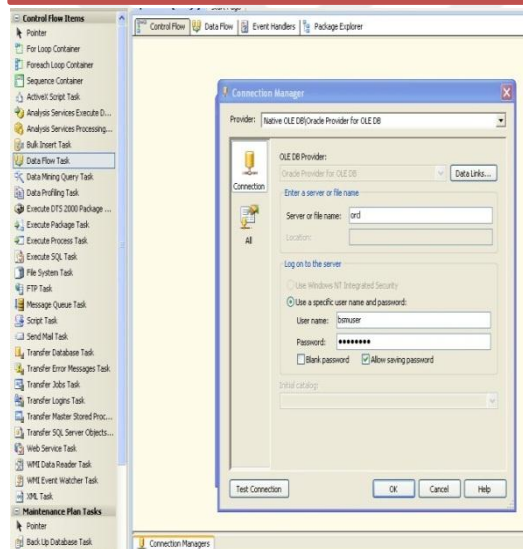 Control Flow Items
Pointer
For Loop Container
Foreach Loop Container
Sequence Container
ActiveX Script Task
Analysis Services Execute D...
Analysis Services Processing...
Bulk Insert Task
Data Flow Task
Data Mining Query Task
Data Profiling Task
Execute DTS 2000 Package ...
Execute Package Task
Execute Process Task
Execute SQL Task
File System Task
FTP Task
Message Queue Task
Script Task
Send Mail Task
Transfer Database Task
Transfer Error Messages Task
Transfer Jobs Task
Transfer Logins Task
Transfer Master Stored Proc...
Transfer SQL Server Objects...
Web Service Task
WMI Data Reader Task
WMI Event Watcher Task
XML Task
Maintenance Plan Tasks
Pointer
Back Up Database Task
Control Flow
Data Flow
Event Handlers
Package Explorer
Connection Manager
Provider: Native OLE DB\Oracle Provider for OLE DB
Connection
All
OLE DB Provider:
Oracle Provider for OLE DB
Data Links...
Enter a server or file name
Server or file name: orcl
Location:
Log on to the server
Use Windows NT Integrated Security
Use a specific user name and password:
User name: bsmuser
Password: ••••••••
Blank password
Allow saving password
Initial catalog:
Test Connection
OK
Cancel
Help
Connection Managers